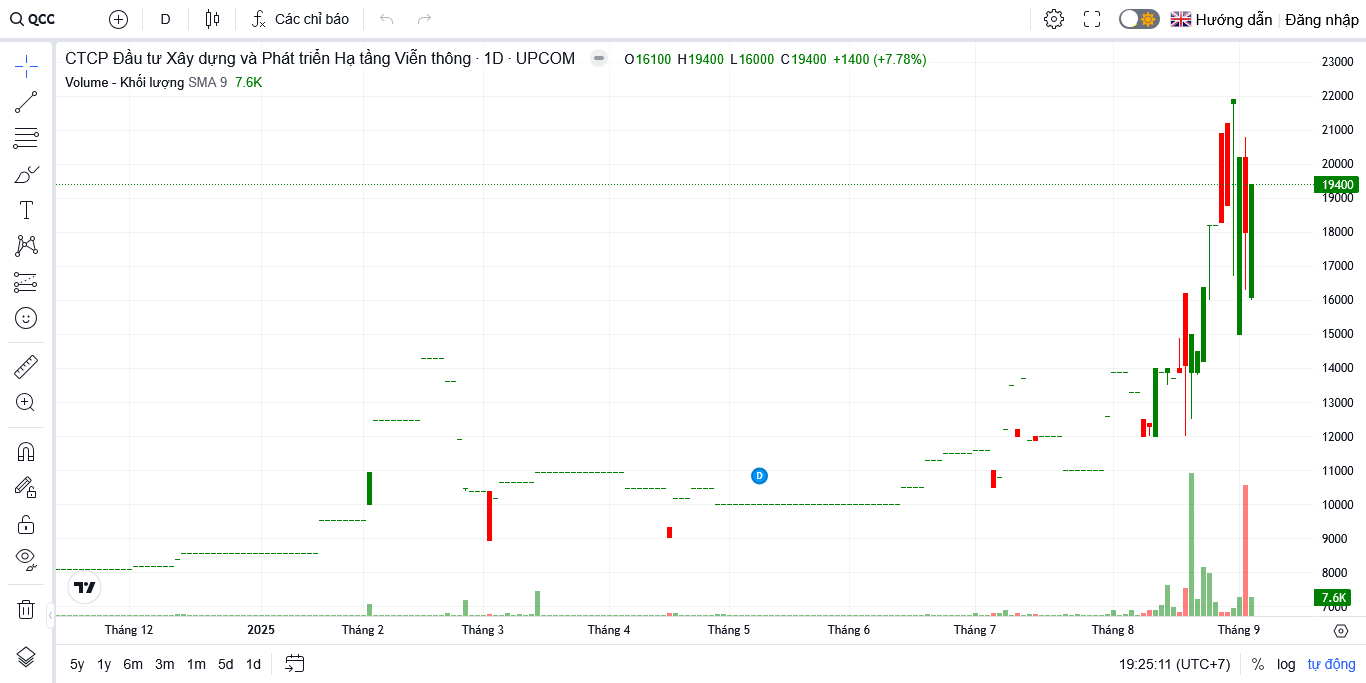 QCC D Các chỉ báo Hướng dẫn Đăng nhập
CTCP Đầu tư Xây dựng và Phát triển Hạ tầng Viễn thông · 1D · UPCOM O16100 H19400 L16000 C19400 +1400 (+7.78%)
Volume - Khối lượng SMA 9 7.6K
23000
22000
21000
20000
19400
19000
18000
17000
16000
15000
14000
13000
12000
11000
D
10000
9000
8000
7.6K
7000
Tháng 12 2025 Tháng 2 Tháng 3 Tháng 4 Tháng 5 Tháng 6 Tháng 7 Tháng 8 Tháng 9
5y 1y 6m 3m 1m 5d 1d 19:25:11 (UTC+7) % log tự động